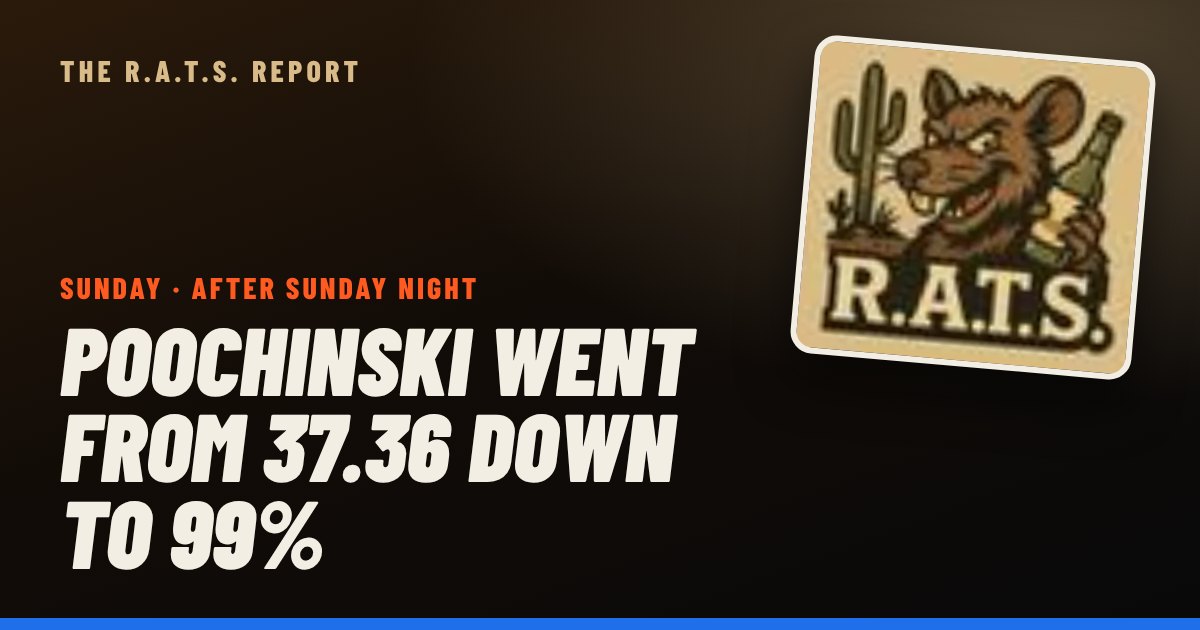 THE R.A.T.S. REPORT
R.A.T.S.
SUNDAY · AFTER SUNDAY NIGHT
POOCHINSKI WENT
FROM 37.36 DOWN
TO 99%